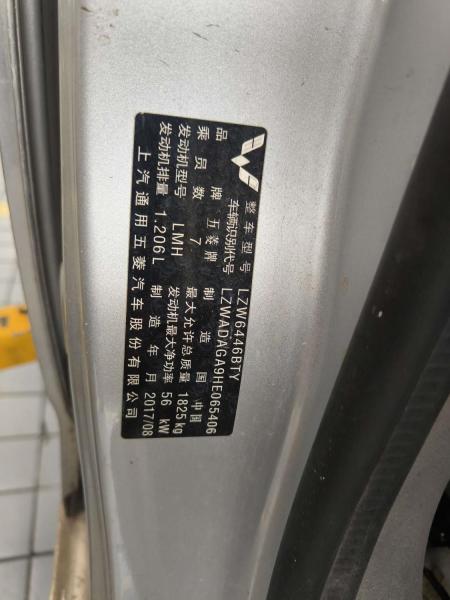 整车型号 LZW6446BTY
车辆识别代号 LZWADAGA9HE065406
品牌 五菱牌 制造国 中国
乘员数 7 最大允许总质量 1825kg
发动机型号 LMH 发动机最大净功率 56 kW
发动机排量 1.206L 制造年月 2017/08
上汽通用五菱汽车股份有限公司